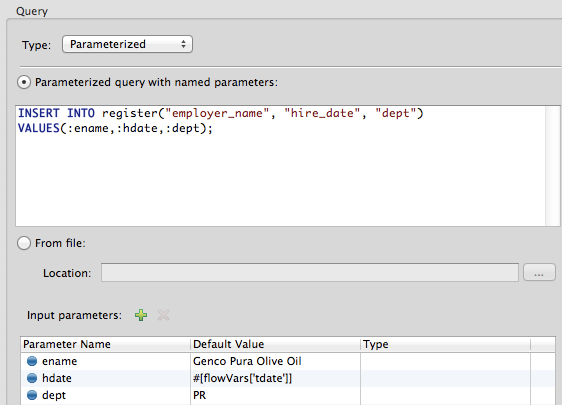 Query
Type: Parameterized
Parameterized query with named parameters:
INSERT INTO register("employer_name", "hire_date", "dept")
VALUES(:ename,:hdate,:dept);
From file:
Location: ...
Input parameters:
Parameter Name Default Value Type
ename Genco Pura Olive Oil
hdate #[flowVars['tdate']]
dept PR